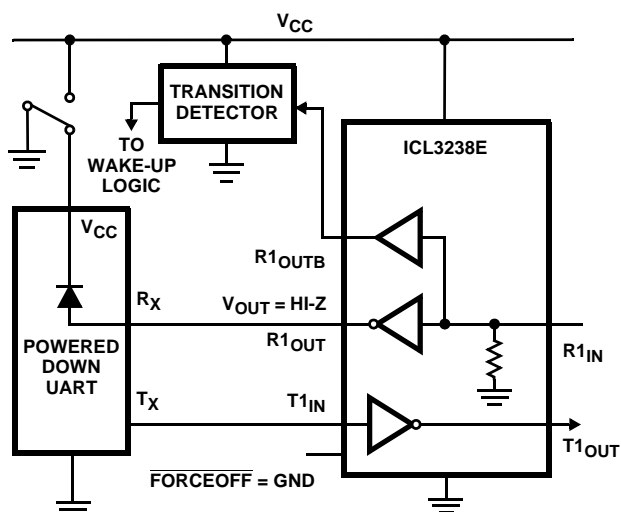 VCC
TRANSITION
DETECTOR
TO
WAKE-UP
LOGIC
ICL3238E
VCC
R1OUTB
RX
VOUT = HI-Z
R1OUT
R1IN
POWERED
DOWN
UART
TX
T1IN
T1OUT
FORCEOFF = GND